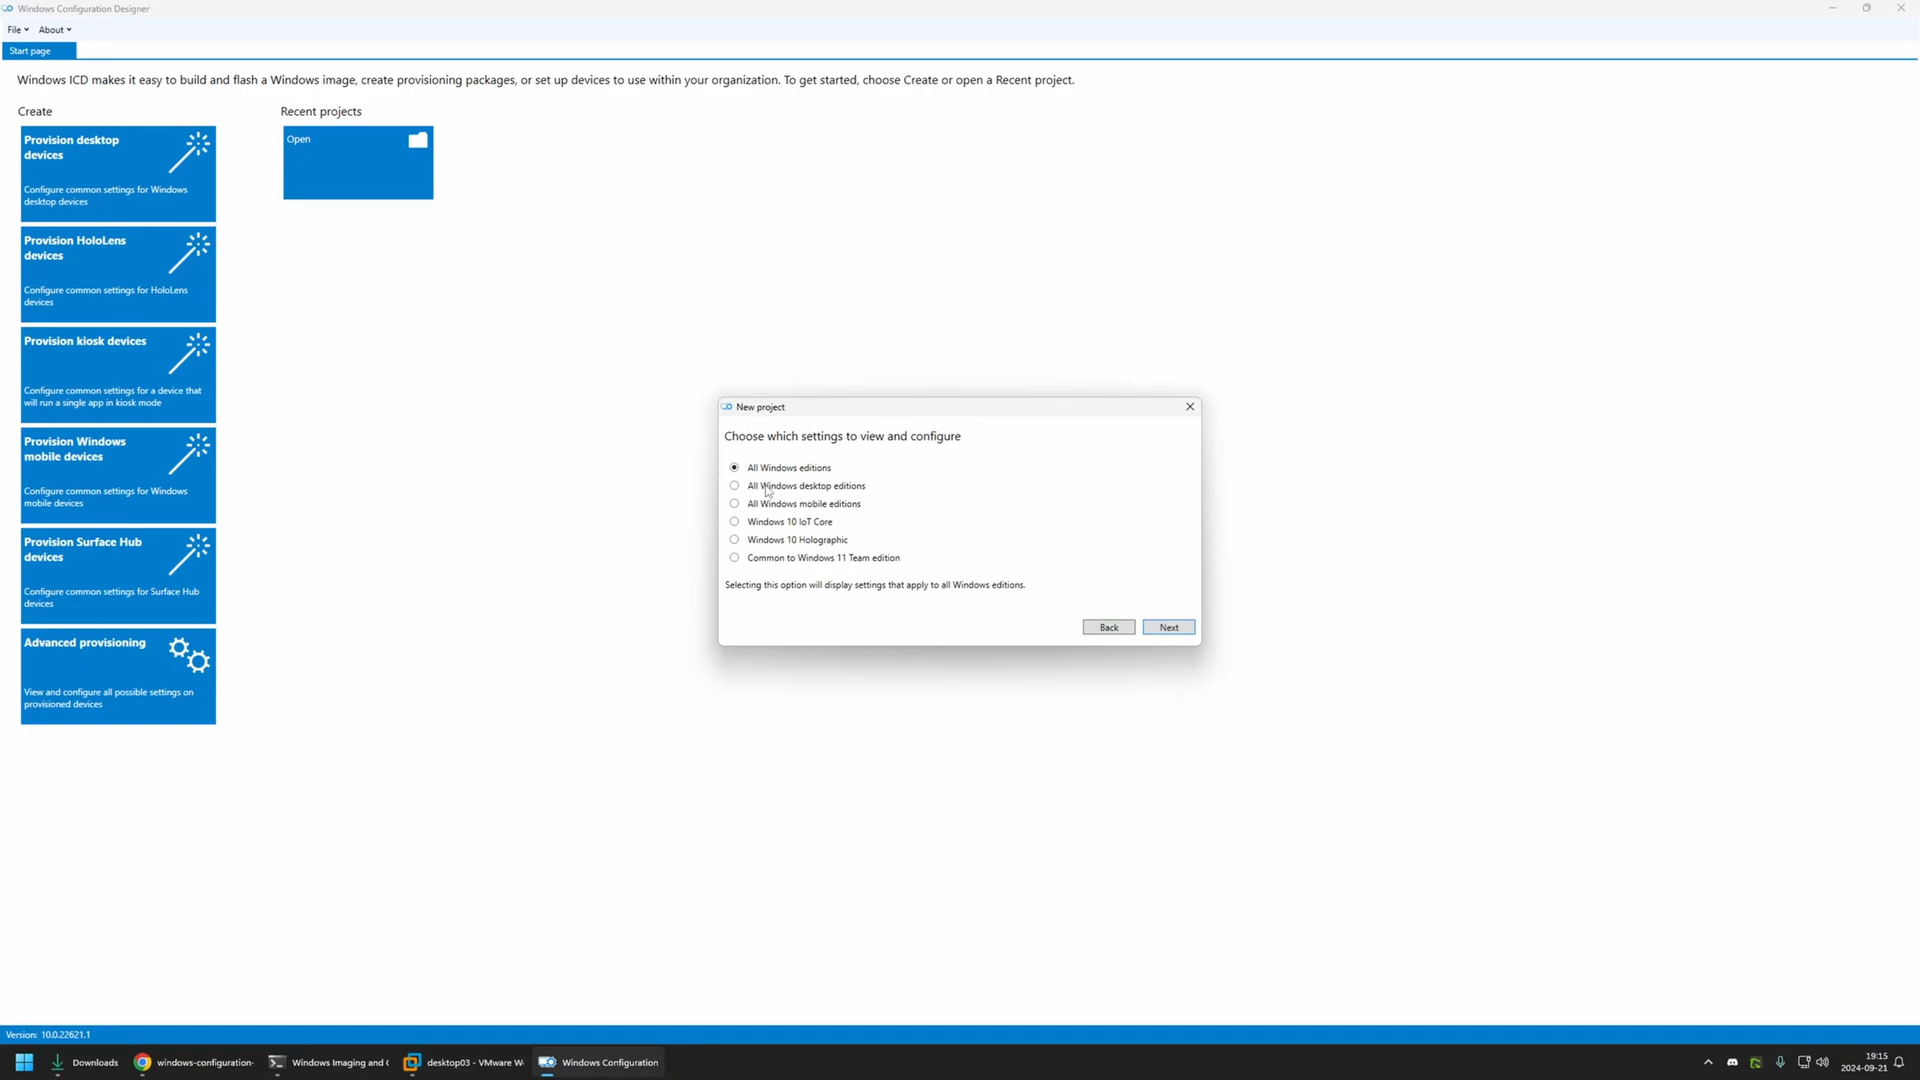 Windows Configuration Designer
File
About
Start page
Windows ICD makes it easy to build and flash a Windows image, create provisioning packages, or set up devices to use within your organization. To get started, choose Create or open a Recent project.
Create
Recent projects
Provision desktop
devices
Configure common settings for Windows
desktop devices
Open
Provision HoloLens
devices
Configure common settings for HoloLens
devices
Provision kiosk devices
Configure common settings for a device that
will run a single app in kiosk mode
Provision Windows
mobile devices
Configure common settings for Windows
mobile devices
Provision Surface Hub
devices
Configure common settings for Surface Hub
devices
Advanced provisioning
View and configure all possible settings on
provisioned devices
New project
Choose which settings to view and configure
All Windows editions
All Windows desktop editions
All Windows mobile editions
Windows 10 IoT Core
Windows 10 Holographic
Common to Windows 11 Team edition
Selecting this option will display settings that apply to all Windows editions.
Back
Next
Version: 10.0.22621.1
Downloads
windows-configuration-
Windows Imaging and C
desktop03 - VMware W
Windows Configuration
19:15
2024-09-21